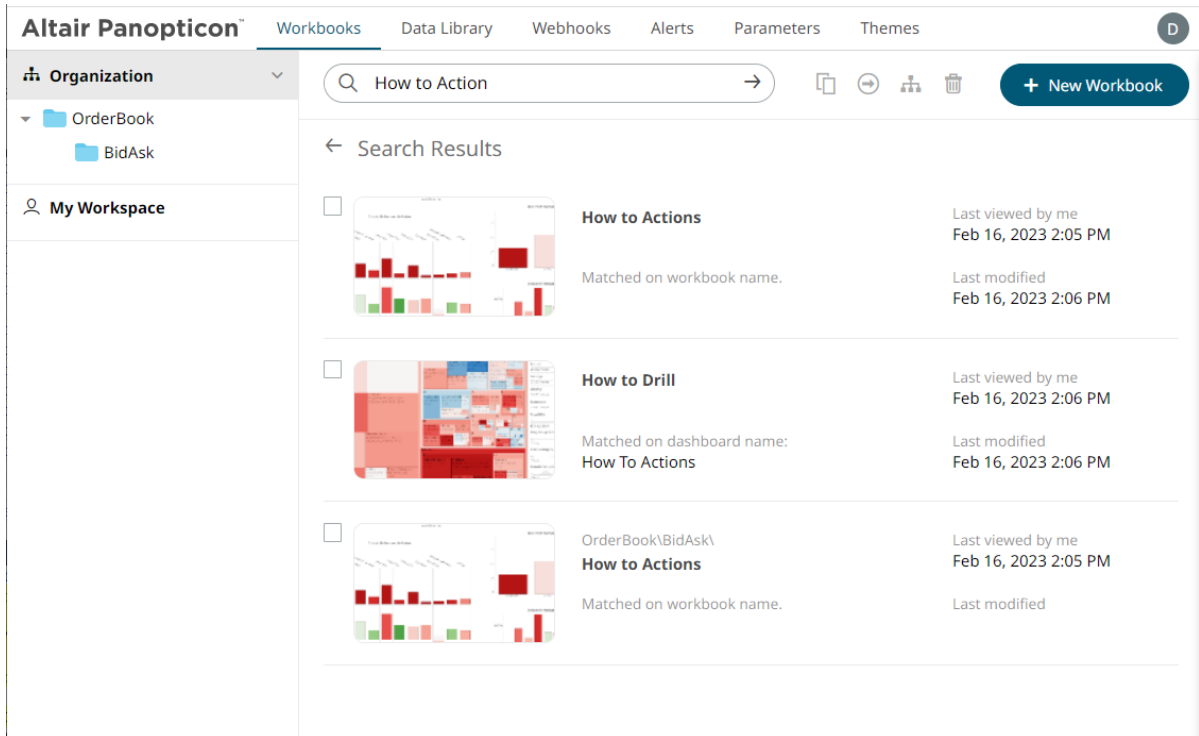 Altair Panopticon™ Workbooks Data Library Webhooks Alerts Parameters Themes D
Organization
OrderBook
BidAsk
My Workspace
How to Action
+ New Workbook
Search Results
How to Actions
Matched on workbook name.
Last viewed by me
Feb 16, 2023 2:05 PM
Last modified
Feb 16, 2023 2:06 PM
How to Drill
Matched on dashboard name:
How To Actions
Last viewed by me
Feb 16, 2023 2:06 PM
Last modified
Feb 16, 2023 2:06 PM
OrderBook\BidAsk\
How to Actions
Matched on workbook name.
Last viewed by me
Feb 16, 2023 2:05 PM
Last modified